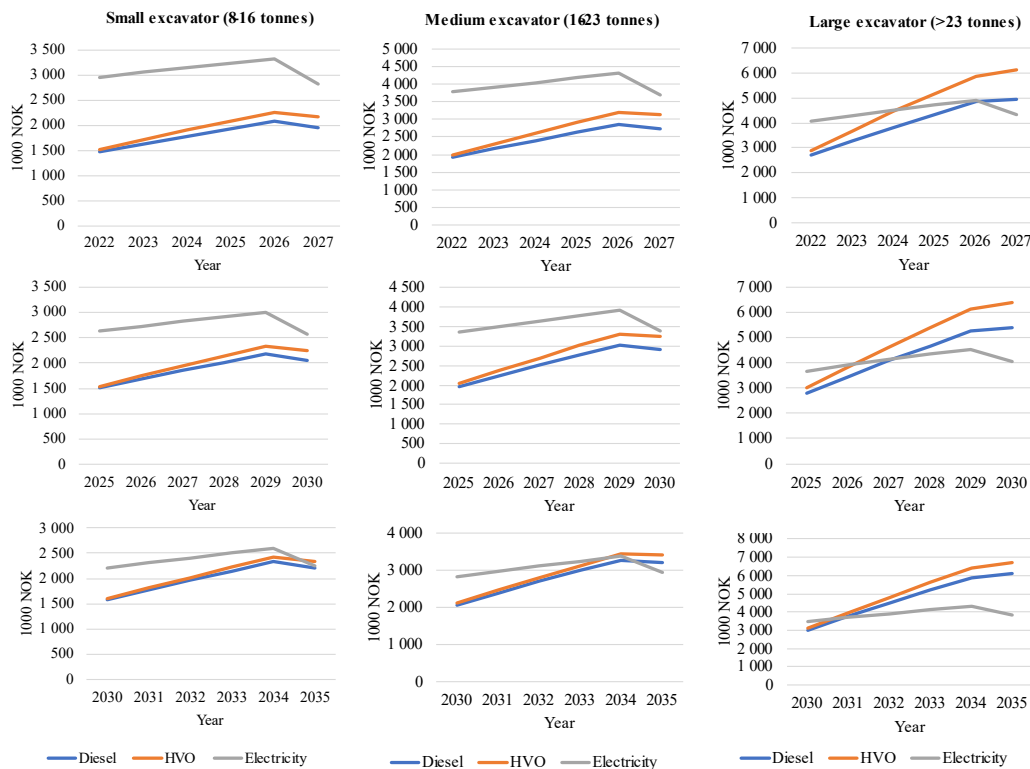 Small excavator (8-16 tonnes)
3 500
3 000
2 500
2 000
1 500
1 000
500
0
1000 NOK
2022 2023 2024 2025 2026 2027
Year
Medium excavator (16-23 tonnes)
5 000
4 500
4 000
3 500
3 000
2 500
2 000
1 500
1 000
500
0
1000 NOK
2022 2023 2024 2025 2026 2027
Year
Large excavator (>23 tonnes)
7 000
6 000
5 000
4 000
3 000
2 000
1 000
0
1000 NOK
2022 2023 2024 2025 2026 2027
Year
3 500
3 000
2 500
2 000
1 500
1 000
500
0
1000 NOK
2025 2026 2027 2028 2029 2030
Year
4 500
4 000
3 500
3 000
2 500
2 000
1 500
1 000
500
0
1000 NOK
2025 2026 2027 2028 2029 2030
Year
7 000
6 000
5 000
4 000
3 000
2 000
1 000
0
1000 NOK
2025 2026 2027 2028 2029 2030
Year
3 000
2 500
2 000
1 500
1 000
500
0
1000 NOK
2030 2031 2032 2033 2034 2035
Year
4 000
3 000
2 000
1 000
0
1000 NOK
2030 2031 2032 2033 2034 2035
Year
8 000
7 000
6 000
5 000
4 000
3 000
2 000
1 000
0
1000 NOK
2030 2031 2032 2033 2034 2035
Year
Diesel HVO Electricity
Diesel HVO Electricity
Diesel HVO Electricity